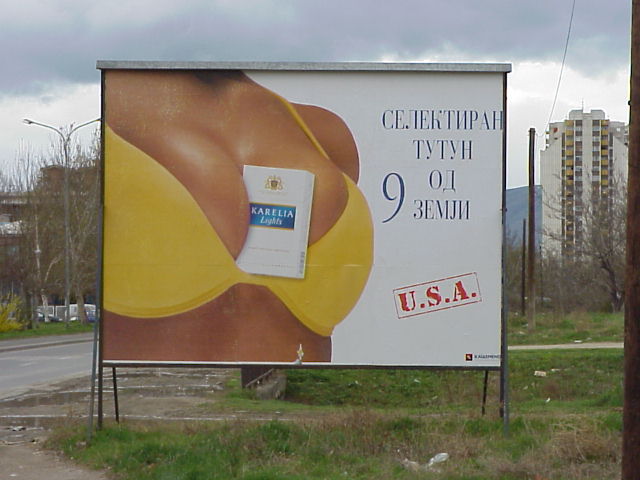 СЕЛЕКТИРАН
ТУТУН
9 ОД
ЗЕМЈИ
KARELIA
Lights
U.S.A.